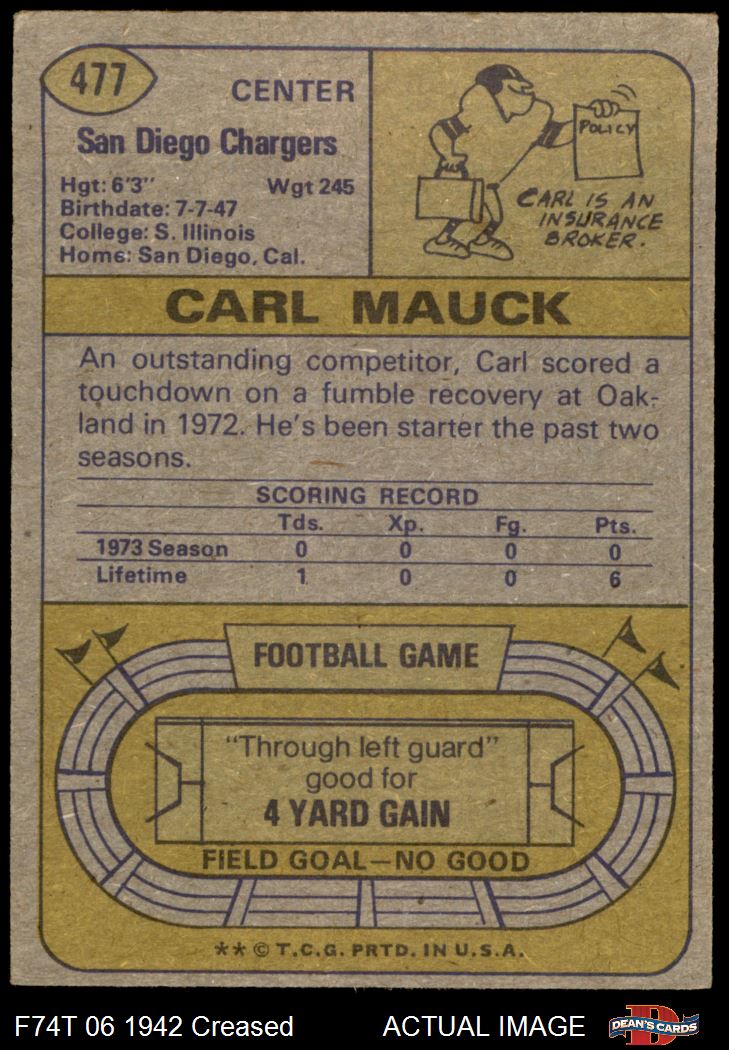 477
CENTER
San Diego Chargers
Hgt: 6'3" Wgt 245
Birthdate: 7-7-47
College: S. Illinois
Home: San Diego, Cal.
POLICY
CARL IS AN
INSURANCE
BROKER.
CARL MAUCK
An outstanding competitor, Carl scored a
touchdown on a fumble recovery at Oak-
land in 1972. He's been starter the past two
seasons.
SCORING RECORD
Tds. Xp. Fg. Pts.
1973 Season 0 0 0 0
Lifetime 1 0 0 6
FOOTBALL GAME
"Through left guard"
good for
4 YARD GAIN
FIELD GOAL—NO GOOD
** © T.C.G. PRTD. IN U.S.A.
F74T 06 1942 Creased ACTUAL IMAGE DEAN'S CARDS